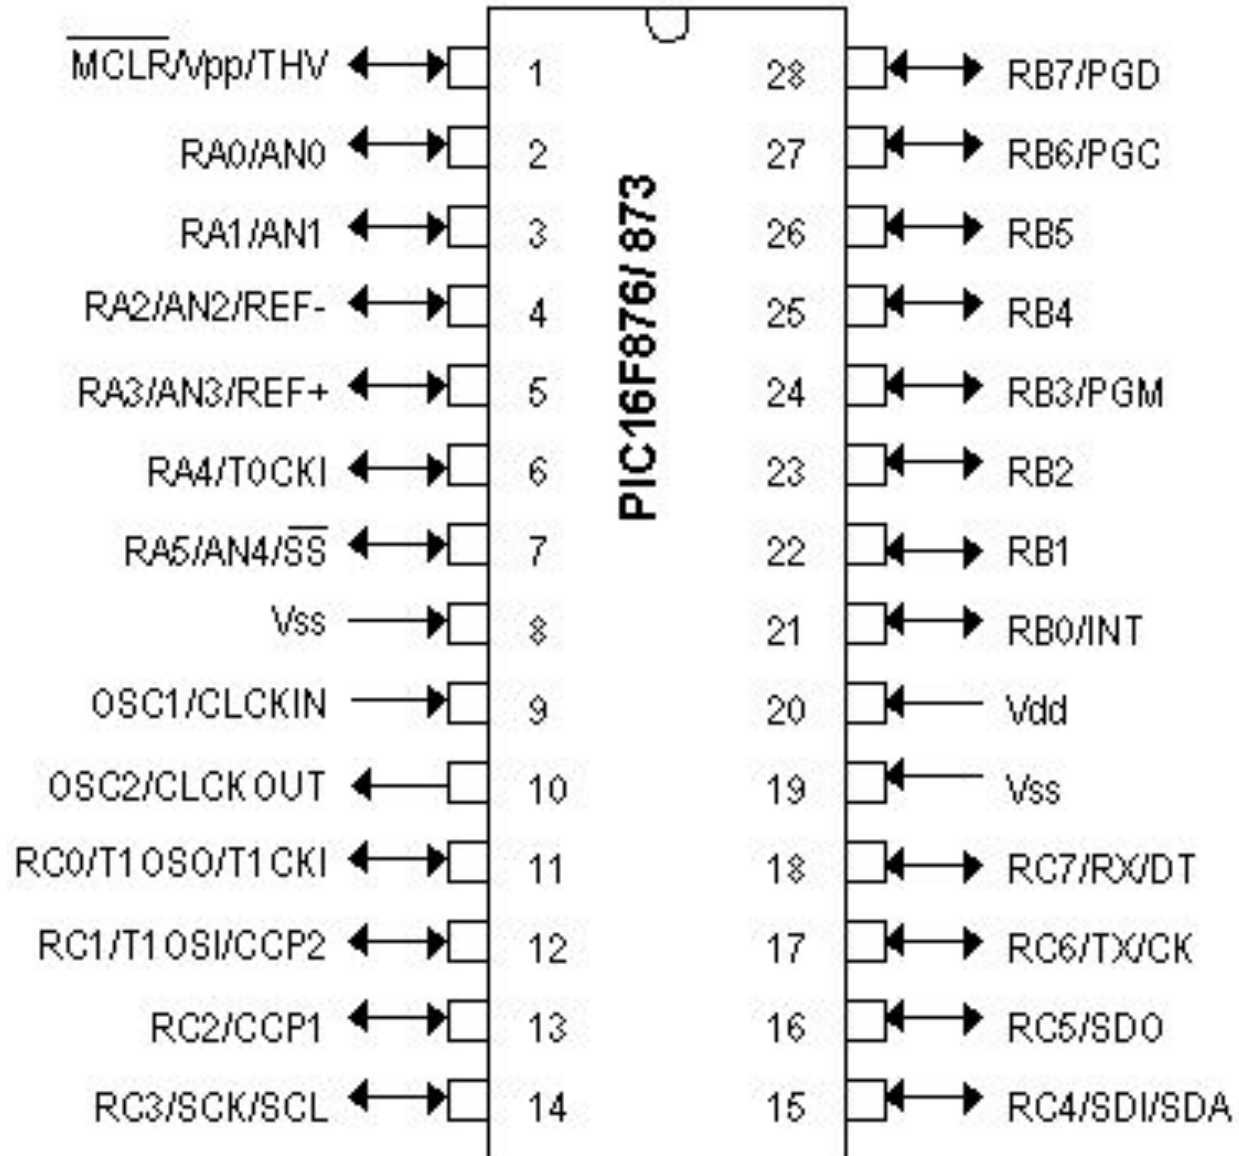 MCLR/Vpp/THV 1 28 RB7/PGD
RA0/AN0 2 27 RB6/PGC
RA1/AN1 3 26 RB5
RA2/AN2/REF- 4 25 RB4
RA3/AN3/REF+ 5 24 RB3/PGM
RA4/T0CKI 6 23 RB2
RA5/AN4/SS 7 22 RB1
Vss 8 21 RB0/INT
OSC1/CLCKIN 9 20 Vdd
OSC2/CLCKOUT 10 19 Vss
RC0/T1OSO/T1CKI 11 18 RC7/RX/DT
RC1/T1OSI/CCP2 12 17 RC6/TX/CK
RC2/CCP1 13 16 RC5/SDO
RC3/SCK/SCL 14 15 RC4/SDI/SDA
PIC16F876/ 873